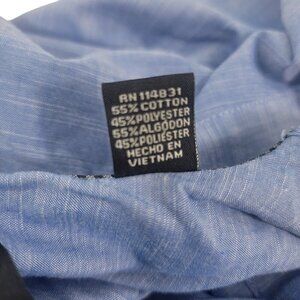 RN 114831
55% COTTON
45% POLYESTER
55% ALGODON
45% POLIESTER
HECHO EN
VIETNAM